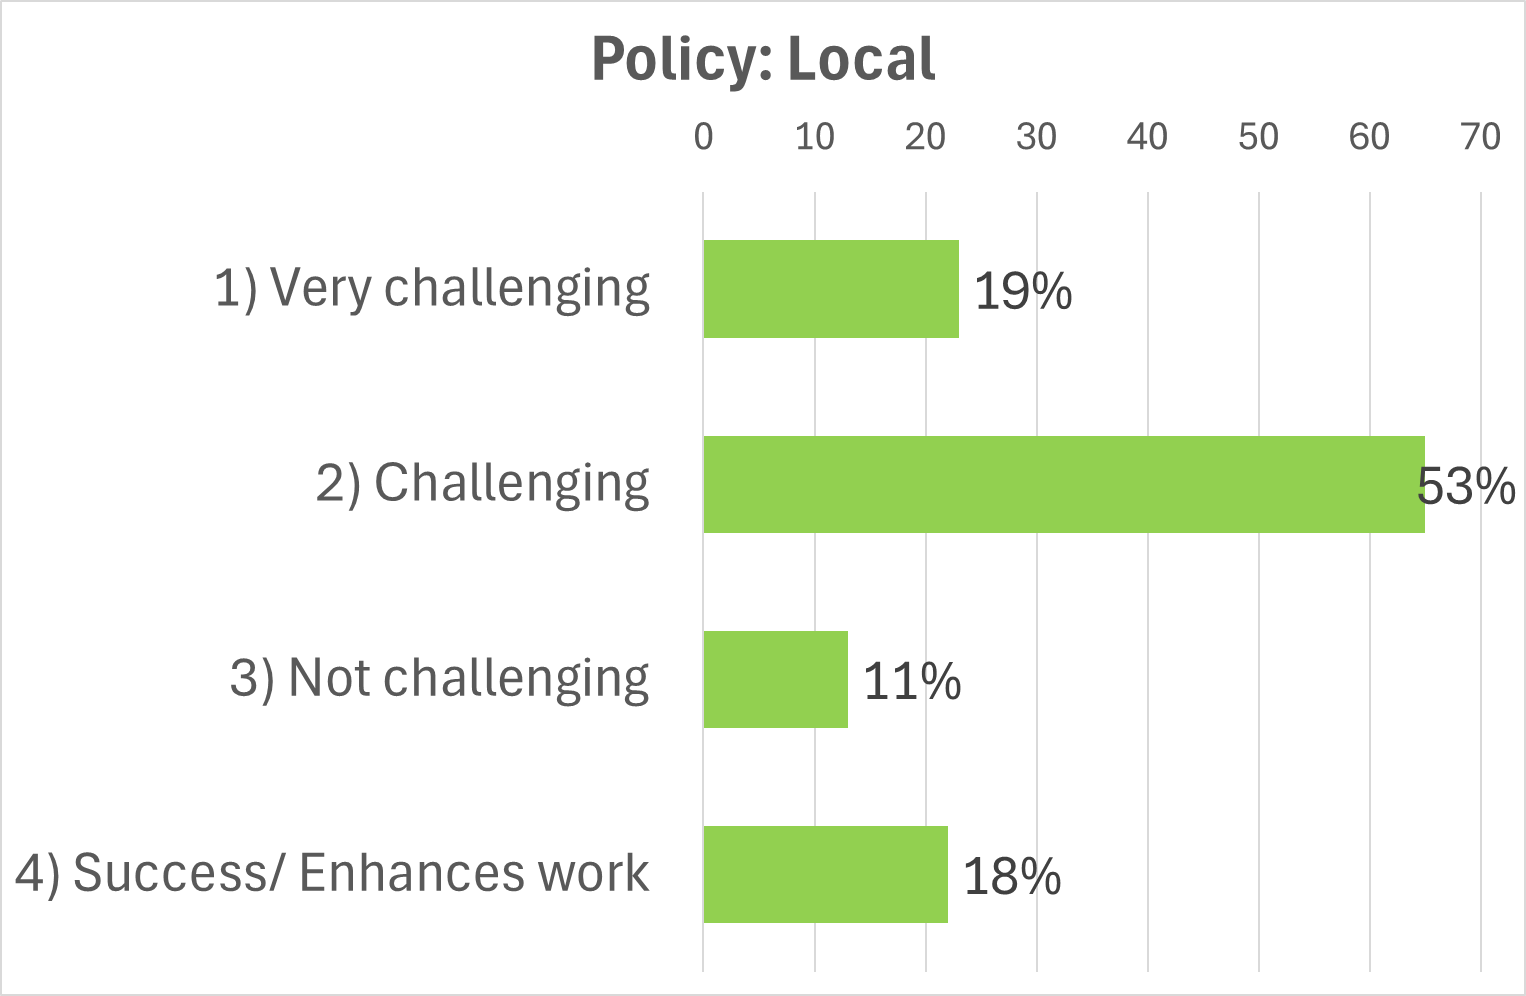 Policy: Local
0 10 20 30 40 50 60 70
1) Very challenging 19%
2) Challenging 53%
3) Not challenging 11%
4) Success/ Enhances work 18%